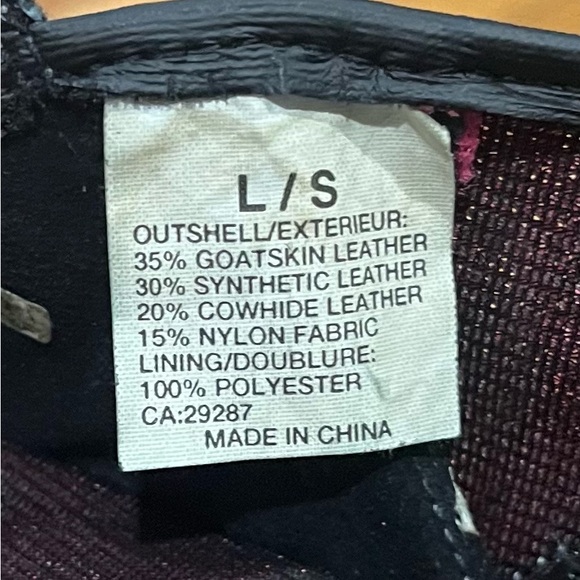 L / S
OUTSHELL/EXTERIEUR:
35% GOATSKIN LEATHER
30% SYNTHETIC LEATHER
20% COWHIDE LEATHER
15% NYLON FABRIC
LINING/DOUBLURE:
100% POLYESTER
CA:29287
MADE IN CHINA